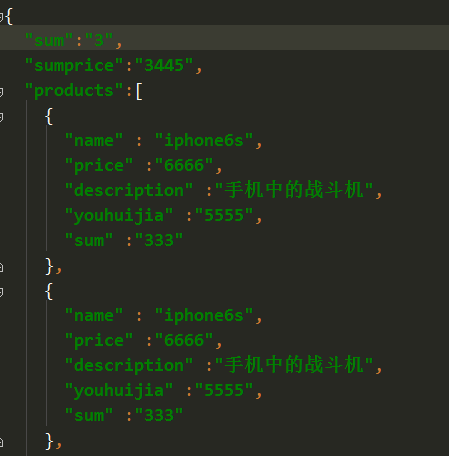 {
"sum":"3",
"sumprice":"3445",
"products":[
{
"name" : "iphone6s",
"price" :"6666",
"description" :"手机中的战斗机",
"youhuijia" :"5555",
"sum" :"333"
},
{
"name" : "iphone6s",
"price" :"6666",
"description" :"手机中的战斗机",
"youhuijia" :"5555",
"sum" :"333"
},